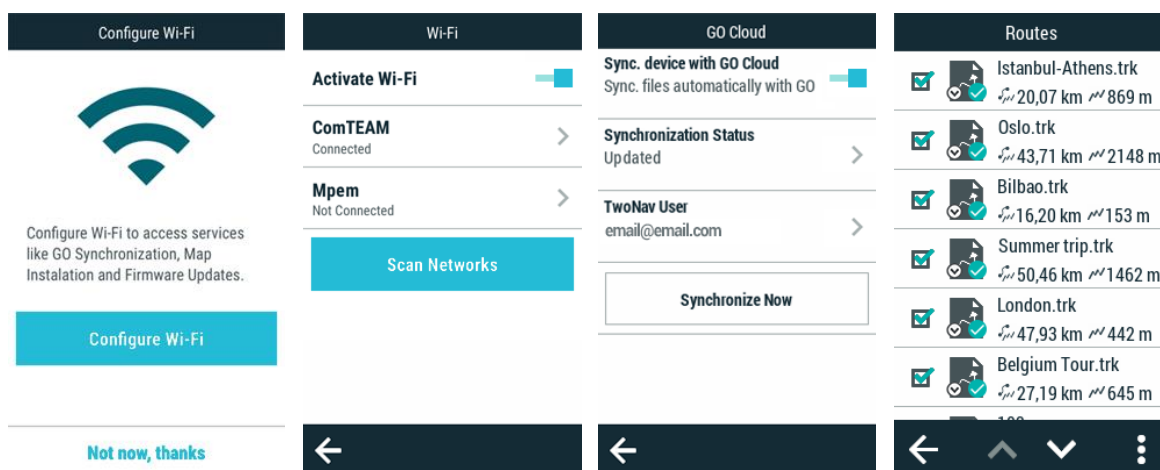 Configure Wi-Fi
Configure Wi-Fi to access services
like GO Synchronization, Map
Instalation and Firmware Updates.
Configure Wi-Fi
Not now, thanks
Wi-Fi
Activate Wi-Fi
ComTEAM
Connected
Mpem
Not Connected
Scan Networks
GO Cloud
Sync. device with GO Cloud
Sync. files automatically with GO
Synchronization Status
Updated
TwoNav User
email@email.com
Synchronize Now
Routes
Istanbul-Athens.trk
20,07 km 869 m
Oslo.trk
43,71 km 2148 m
Bilbao.trk
16,20 km 153 m
Summer trip.trk
50,46 km 1462 m
London.trk
47,93 km 442 m
Belgium Tour.trk
27,19 km 645 m